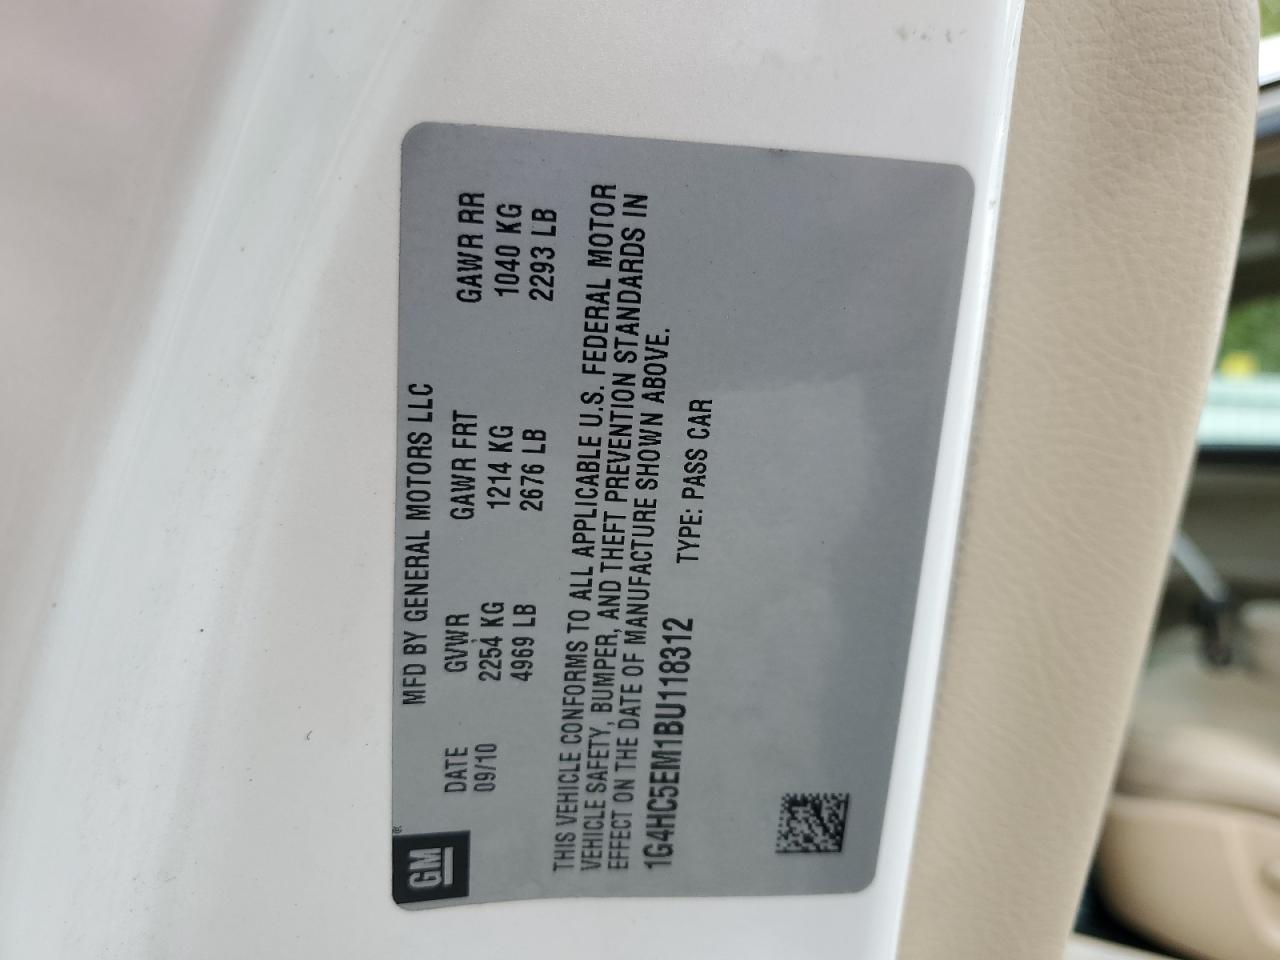 GM
MFD BY GENERAL MOTORS LLC
DATE GVWR GAWR FRT GAWR RR
09/10 2254 KG 1214 KG 1040 KG
4969 LB 2676 LB 2293 LB
THIS VEHICLE CONFORMS TO ALL APPLICABLE U.S. FEDERAL MOTOR
VEHICLE SAFETY, BUMPER, AND THEFT PREVENTION STANDARDS IN
EFFECT ON THE DATE OF MANUFACTURE SHOWN ABOVE.
1G4HC5EM1BU118312 TYPE: PASS CAR